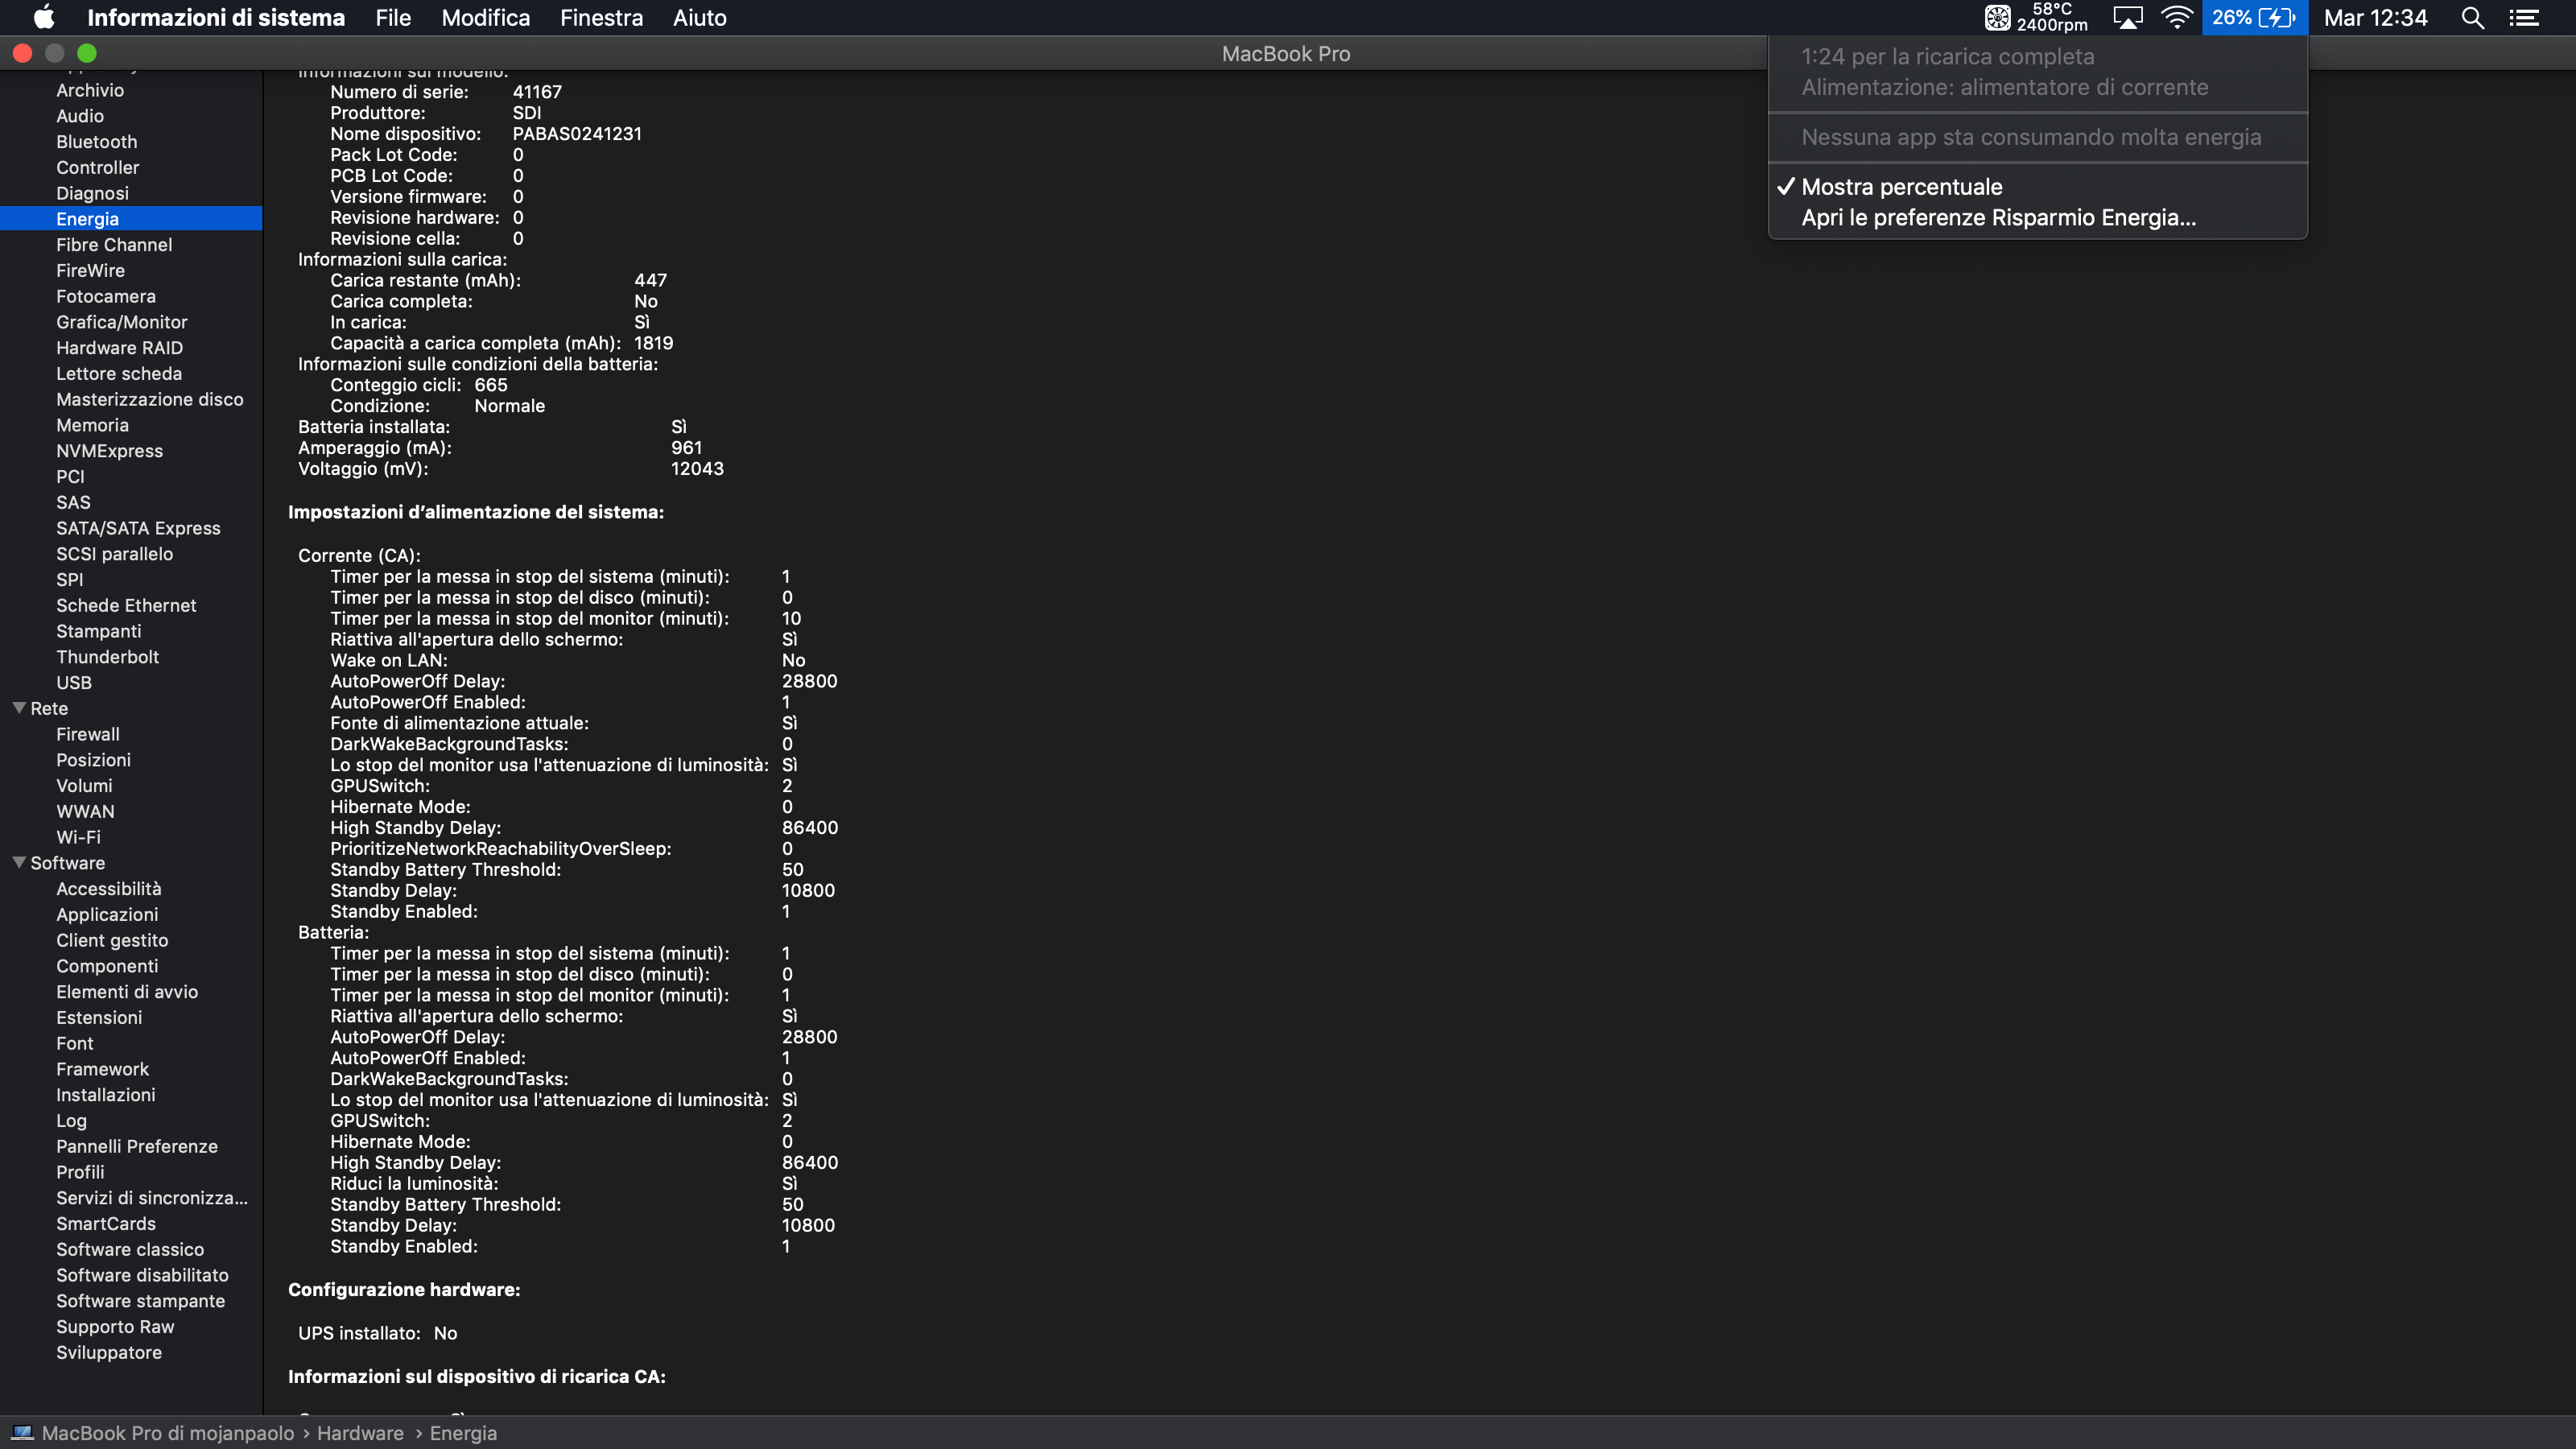 Informazioni di sistema File Modifica Finestra Aiuto 58°C 2400rpm 26% Mar 12:34
MacBook Pro
1:24 per la ricarica completa
Alimentazione: alimentatore di corrente
Nessuna app sta consumando molta energia
✓ Mostra percentuale
Apri le preferenze Risparmio Energia...
Archivio
Audio
Bluetooth
Controller
Diagnosi
Energia
Fibre Channel
FireWire
Fotocamera
Grafica/Monitor
Hardware RAID
Lettore scheda
Masterizzazione disco
Memoria
NVMExpress
PCI
SAS
SATA/SATA Express
SCSI parallelo
SPI
Schede Ethernet
Stampanti
Thunderbolt
USB
Rete
Firewall
Posizioni
Volumi
WWAN
Wi-Fi
Software
Accessibilità
Applicazioni
Client gestito
Componenti
Elementi di avvio
Estensioni
Font
Framework
Installazioni
Log
Pannelli Preferenze
Profili
Servizi di sincronizza...
SmartCards
Software classico
Software disabilitato
Software stampante
Supporto Raw
Sviluppatore
Informazioni sul modello:
Numero di serie: 41167
Produttore: SDI
Nome dispositivo: PABAS0241231
Pack Lot Code: 0
PCB Lot Code: 0
Versione firmware: 0
Revisione hardware: 0
Revisione cella: 0
Informazioni sulla carica:
Carica restante (mAh): 447
Carica completa: No
In carica: Sì
Capacità a carica completa (mAh): 1819
Informazioni sulle condizioni della batteria:
Conteggio cicli: 665
Condizione: Normale
Batteria installata: Sì
Amperaggio (mA): 961
Voltaggio (mV): 12043
Impostazioni d’alimentazione del sistema:
Corrente (CA):
Timer per la messa in stop del sistema (minuti): 1
Timer per la messa in stop del disco (minuti): 0
Timer per la messa in stop del monitor (minuti): 10
Riattiva all'apertura dello schermo: Sì
Wake on LAN: No
AutoPowerOff Delay: 28800
AutoPowerOff Enabled: 1
Fonte di alimentazione attuale: Sì
DarkWakeBackgroundTasks: 0
Lo stop del monitor usa l'attenuazione di luminosità: Sì
GPUSwitch: 2
Hibernate Mode: 0
High Standby Delay: 86400
PrioritizeNetworkReachabilityOverSleep: 0
Standby Battery Threshold: 50
Standby Delay: 10800
Standby Enabled: 1
Batteria:
Timer per la messa in stop del sistema (minuti): 1
Timer per la messa in stop del disco (minuti): 0
Timer per la messa in stop del monitor (minuti): 1
Riattiva all'apertura dello schermo: Sì
AutoPowerOff Delay: 28800
AutoPowerOff Enabled: 1
DarkWakeBackgroundTasks: 0
Lo stop del monitor usa l'attenuazione di luminosità: Sì
GPUSwitch: 2
Hibernate Mode: 0
High Standby Delay: 86400
Riduci la luminosità: Sì
Standby Battery Threshold: 50
Standby Delay: 10800
Standby Enabled: 1
Configurazione hardware:
UPS installato: No
Informazioni sul dispositivo di ricarica CA:
MacBook Pro di mojanpaolo › Hardware › Energia